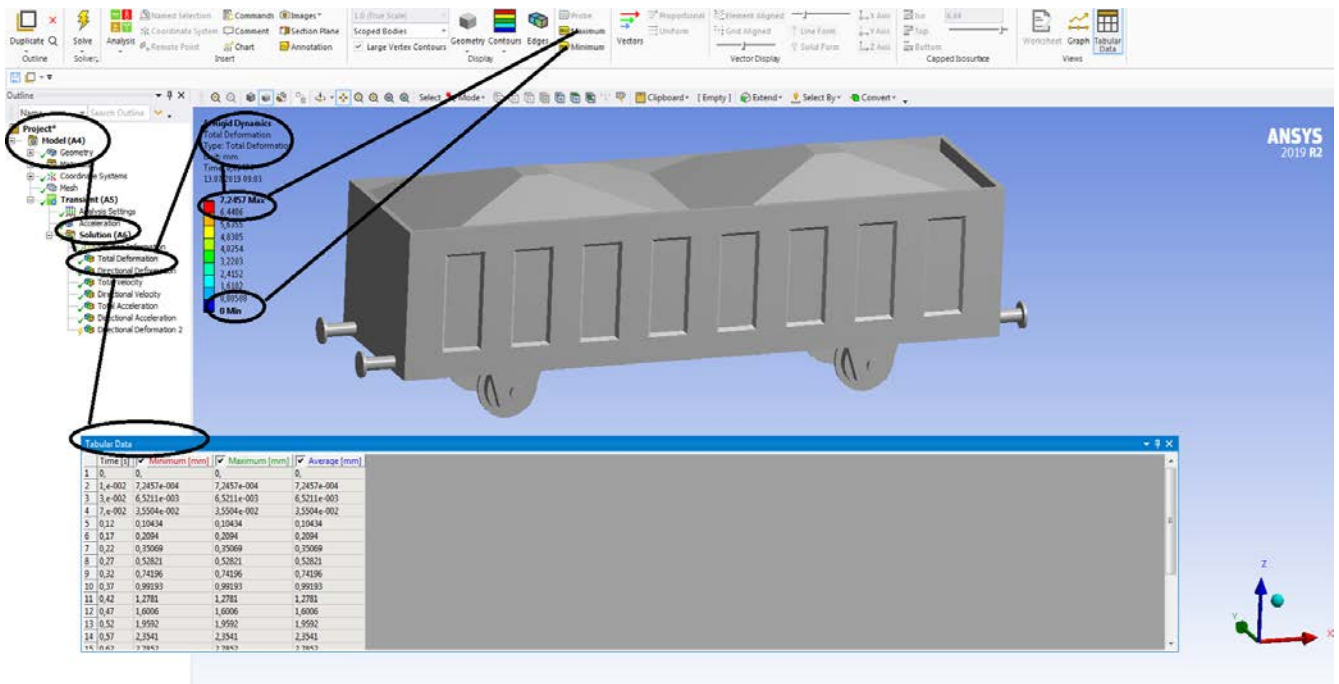 Duplicate
Solve
Analysis
Named Selection
Coordinate System
Remote Point
Commands
Comment
Chart
Images
Section Plane
Annotation
1.0 (True Scale)
Scoped Bodies
Large Vertex Contours
Geometry
Contours
Edges
Probe
Maximum
Minimum
Vectors
Proportional
Uniform
Element Aligned
Grid Aligned
Line Form
Solid Form
X Axis
Y Axis
Z Axis
Iso
Top
Bottom
Worksheet
Graph
Tabular Data
Outline
Solver
Insert
Display
Vector Display
Capped Isosurface
Views
Outline
Select
Mode
Clipboard
[Empty]
Extend
Select By
Convert
Name
Search Outline
Project*
Model (A4)
Geometry
Coordinate Systems
Mesh
Transient (A5)
Analysis Settings
Acceleration
Solution (A6)
Total Deformation
Directional Deformation
Total Velocity
Directional Velocity
Total Acceleration
Directional Acceleration
Directional Deformation 2
Rigid Dynamics
Total Deformation
Type: Total Deformation
Unit: mm
7,2457 Max
6,4406
5,6355
4,8305
4,0254
3,2203
2,4152
1,6102
0,80508
0 Min
ANSYS
2019 R2
Tabular Data
Time [s] Minimum [mm] Maximum [mm] Average [mm]
1 0, 0, 0, 0,
2 1,e-002 7,2457e-004 7,2457e-004 7,2457e-004
3 3,e-002 6,5211e-003 6,5211e-003 6,5211e-003
4 7,e-002 3,5504e-002 3,5504e-002 3,5504e-002
5 0,12 0,10434 0,10434 0,10434
6 0,17 0,2094 0,2094 0,2094
7 0,22 0,35069 0,35069 0,35069
8 0,27 0,52821 0,52821 0,52821
9 0,32 0,74196 0,74196 0,74196
10 0,37 0,99193 0,99193 0,99193
11 0,42 1,2781 1,2781 1,2781
12 0,47 1,6006 1,6006 1,6006
13 0,52 1,9592 1,9592 1,9592
14 0,57 2,3541 2,3541 2,3541
15 0,62 2,7852 2,7852 2,7852
Z
Y
X